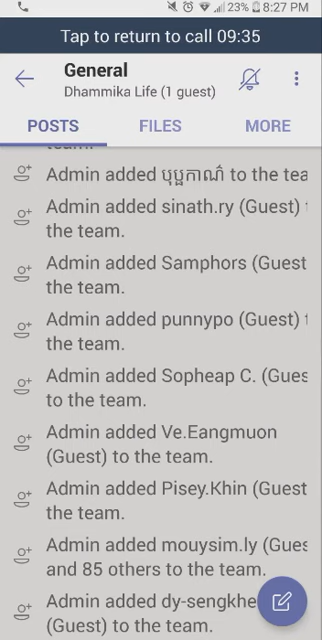 23% 8:27 PM
Tap to return to call 09:35
General
Dhammika Life (1 guest)
POSTS FILES MORE
team.
Admin added បុប្ផកាណ៌ to the tea
Admin added sinath.ry (Guest) t
the team.
Admin added Samphors (Guest
the team.
Admin added punnypo (Guest) t
the team.
Admin added Sopheap C. (Gues
to the team.
Admin added Ve.Eangmuon
(Guest) to the team.
Admin added Pisey.Khin (Guest
the team.
Admin added mouysim.ly (Gues
and 85 others to the team.
Admin added dy-sengkhe
(Guest) to the team.